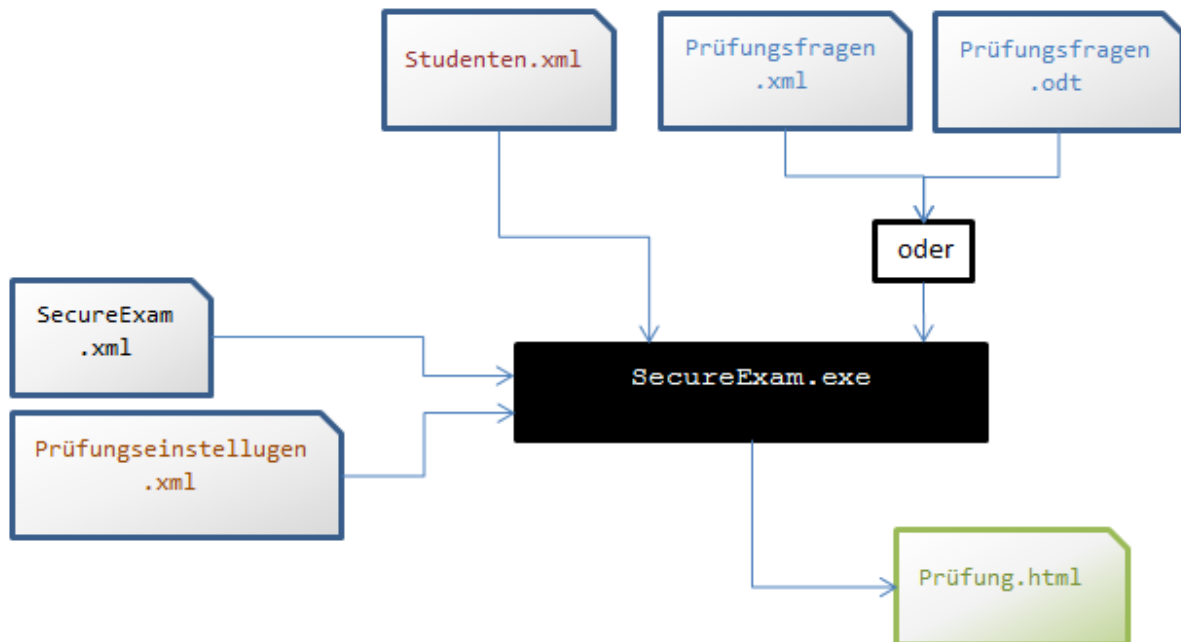 Studenten.xml
Prüfungsfragen
.xml
Prüfungsfragen
.odt
oder
SecureExam
.xml
SecureExam.exe
Prüfungseinstellugen
.xml
Prüfung.html